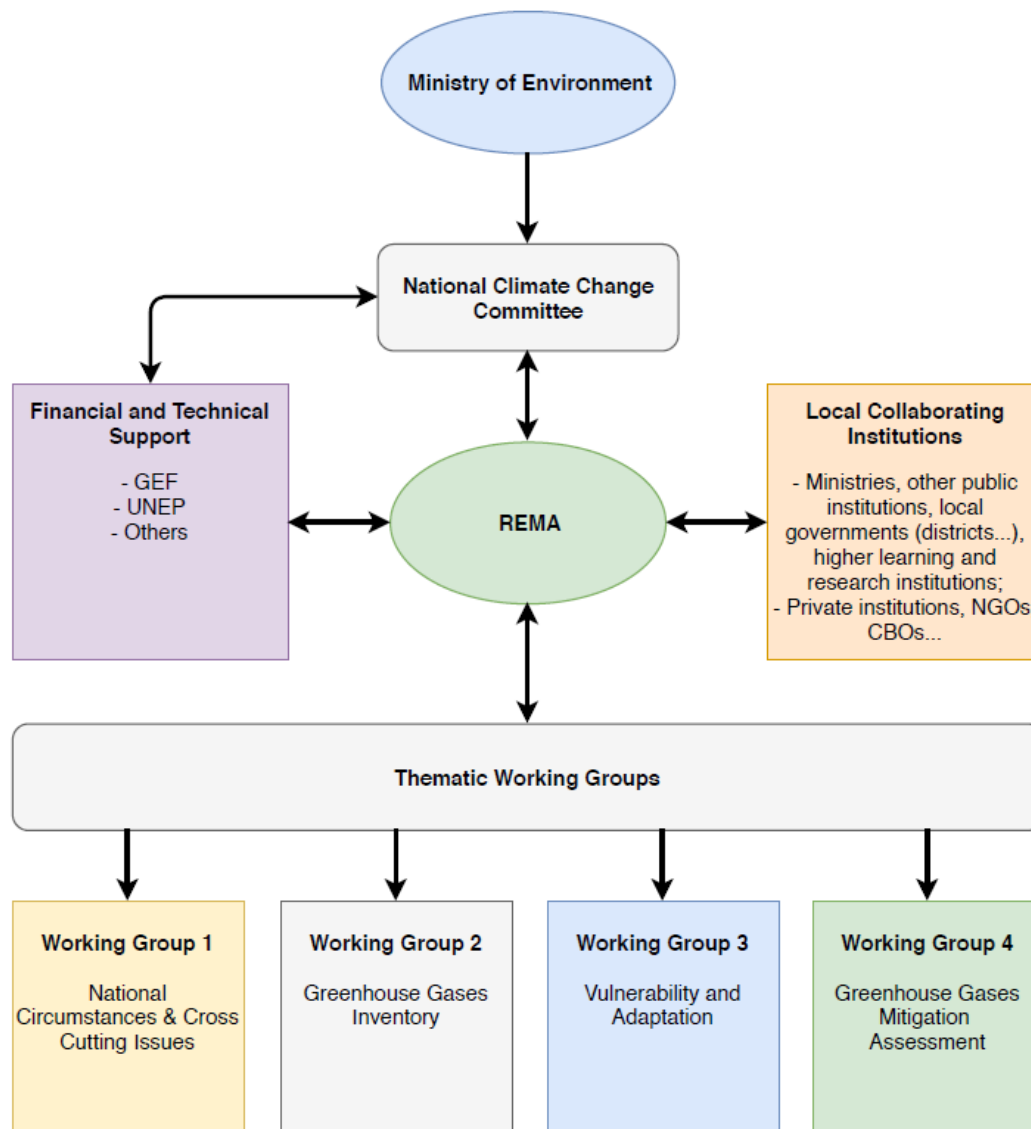 Ministry of Environment
National Climate Change
Committee
Financial and Technical
Support
- GEF
- UNEP
- Others
REMA
Local Collaborating
Institutions
- Ministries, other public
institutions, local
governments (districts...),
higher learning and
research institutions;
- Private institutions, NGOs
CBOs...
Thematic Working Groups
Working Group 1
National
Circumstances & Cross
Cutting Issues
Working Group 2
Greenhouse Gases
Inventory
Working Group 3
Vulnerability and
Adaptation
Working Group 4
Greenhouse Gases
Mitigation
Assessment